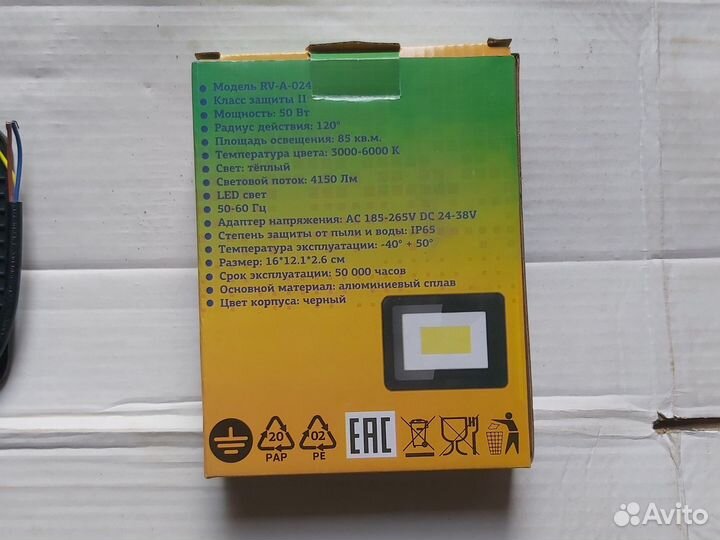 Модель RV-A-024
Класс защиты II
Мощность: 50 Вт
Радиус действия: 120°
Площадь освещения: 85 кв.м.
Температура цвета: 3000-6000 К
Свет: тёплый
Световой поток: 4150 Лм
LED свет
50-60 Гц
Адаптер напряжения: AC 185-265V DC 24-38V
Степень защиты от пыли и воды: IP65
Температура эксплуатации: -40° + 50°
Размер: 16*12.1*2.6 см
Срок эксплуатации: 50 000 часов
Основной материал: алюминиевый сплав
Цвет корпуса: черный
20
PAP
02
PE
EAC
Avito